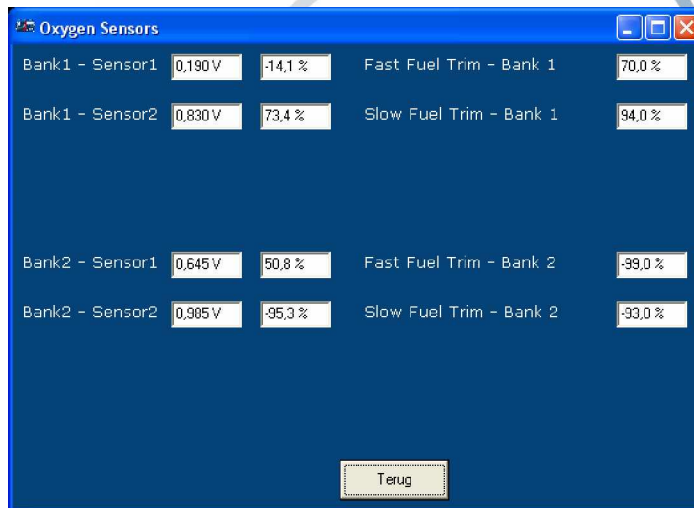 Oxygen Sensors
Bank1 - Sensor1 0,190 V -14,1 % Fast Fuel Trim - Bank 1 70,0 %
Bank1 - Sensor2 0,830 V 73,4 % Slow Fuel Trim - Bank 1 94,0 %
Bank2 - Sensor1 0,645 V 50,8 % Fast Fuel Trim - Bank 2 -99,0 %
Bank2 - Sensor2 0,985 V -95,3 % Slow Fuel Trim - Bank 2 -93,0 %
Terug